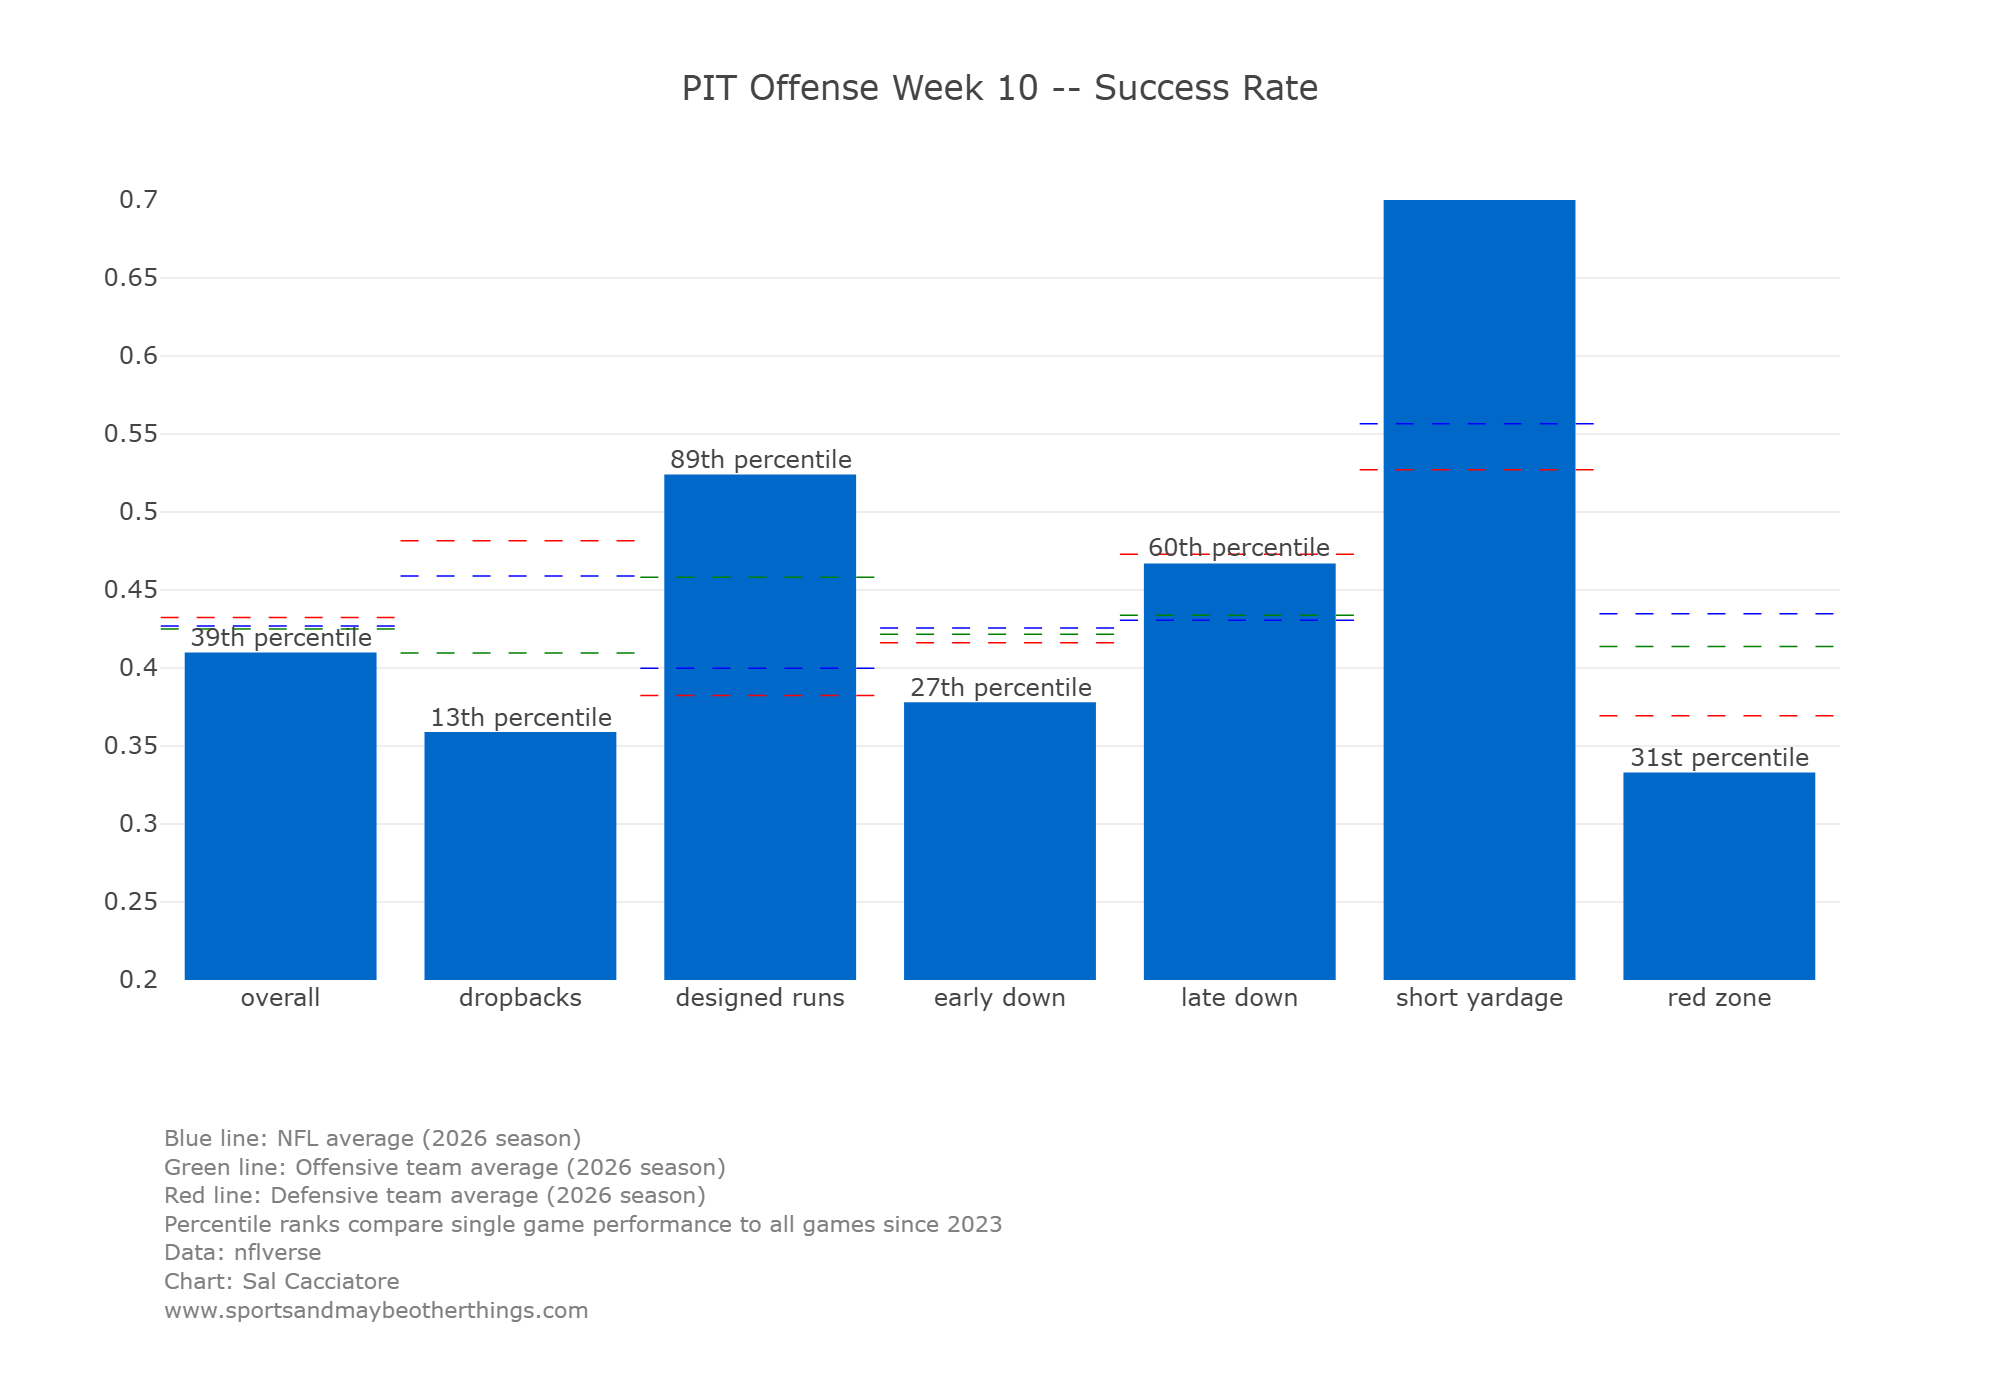 PIT Offense Week 10 -- Success Rate
0.7
0.65
0.6
0.55
0.5
0.45
0.4
0.35
0.3
0.25
0.2
39th percentile
13th percentile
89th percentile
27th percentile
60th percentile
31st percentile
overall
dropbacks
designed runs
early down
late down
short yardage
red zone
Blue line: NFL average (2026 season)
Green line: Offensive team average (2026 season)
Red line: Defensive team average (2026 season)
Percentile ranks compare single game performance to all games since 2023
Data: nflverse
Chart: Sal Cacciatore
www.sportsandmaybeotherthings.com